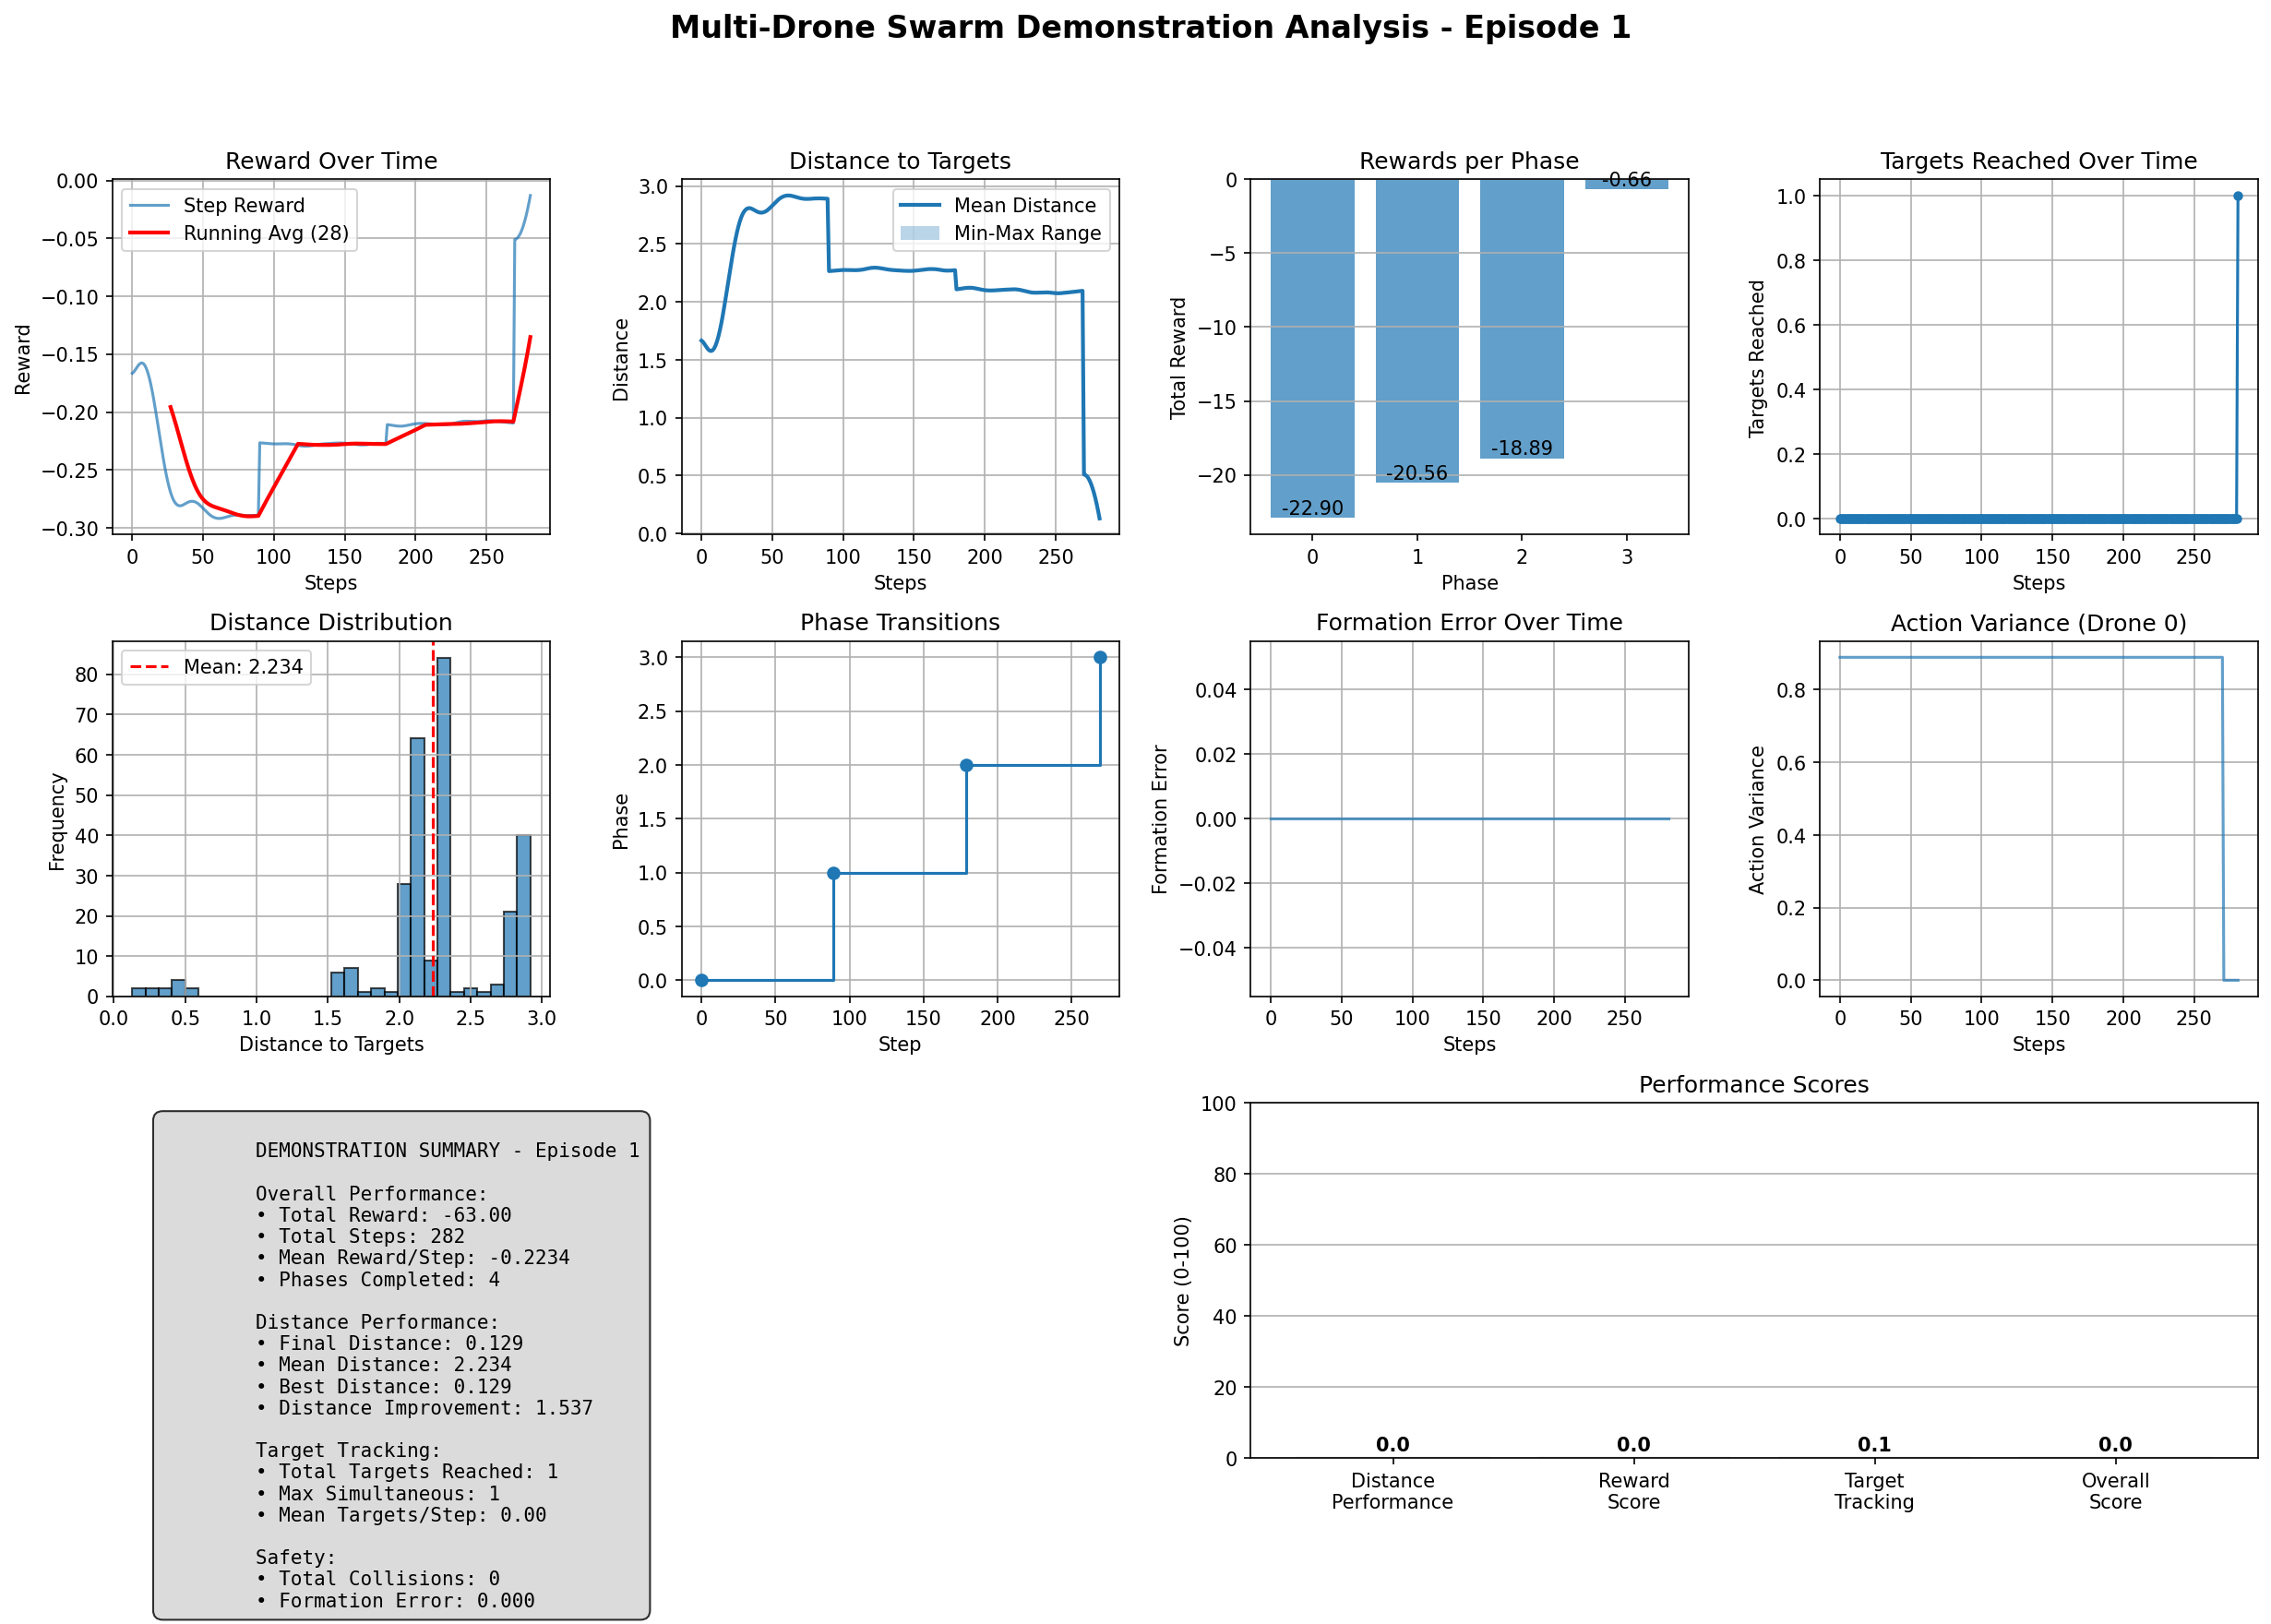 Multi-Drone Swarm Demonstration Analysis - Episode 1
Reward Over Time
0.00
−0.05
−0.10
−0.15
−0.20
−0.25
−0.30
Reward
Step Reward
Running Avg (28)
0 50 100 150 200 250
Steps
Distance to Targets
3.0
2.5
2.0
1.5
1.0
0.5
0.0
Distance
Mean Distance
Min-Max Range
0 50 100 150 200 250
Steps
Rewards per Phase
0
−5
−10
−15
−20
Total Reward
-22.90
-20.56
-18.89
-0.66
0 1 2 3
Phase
Targets Reached Over Time
1.0
0.8
0.6
0.4
0.2
0.0
Targets Reached
0 50 100 150 200 250
Steps
Distance Distribution
80
70
60
50
40
30
20
10
0
Frequency
Mean: 2.234
0.0 0.5 1.0 1.5 2.0 2.5 3.0
Distance to Targets
Phase Transitions
3.0
2.5
2.0
1.5
1.0
0.5
0.0
Phase
0 50 100 150 200 250
Step
Formation Error Over Time
0.04
0.02
0.00
−0.02
−0.04
Formation Error
0 50 100 150 200 250
Steps
Action Variance (Drone 0)
0.8
0.6
0.4
0.2
0.0
Action Variance
0 50 100 150 200 250
Steps
DEMONSTRATION SUMMARY - Episode 1
Overall Performance:
• Total Reward: -63.00
• Total Steps: 282
• Mean Reward/Step: -0.2234
• Phases Completed: 4
Distance Performance:
• Final Distance: 0.129
• Mean Distance: 2.234
• Best Distance: 0.129
• Distance Improvement: 1.537
Target Tracking:
• Total Targets Reached: 1
• Max Simultaneous: 1
• Mean Targets/Step: 0.00
Safety:
• Total Collisions: 0
• Formation Error: 0.000
Performance Scores
100
80
60
40
20
0
Score (0-100)
0.0 0.0 0.1 0.0
Distance
Performance
Reward
Score
Target
Tracking
Overall
Score